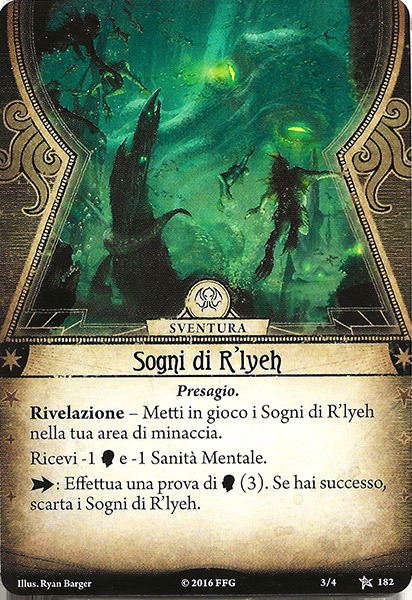 SVENTURA
Sogni di R'lyeh
Presagio.
Rivelazione – Metti in gioco i Sogni di R'lyeh
nella tua area di minaccia.
Ricevi -1 e -1 Sanità Mentale.
: Effettua una prova di (3). Se hai successo,
scarta i Sogni di R'lyeh.
Illus. Ryan Barger © 2016 FFG 3/4 182